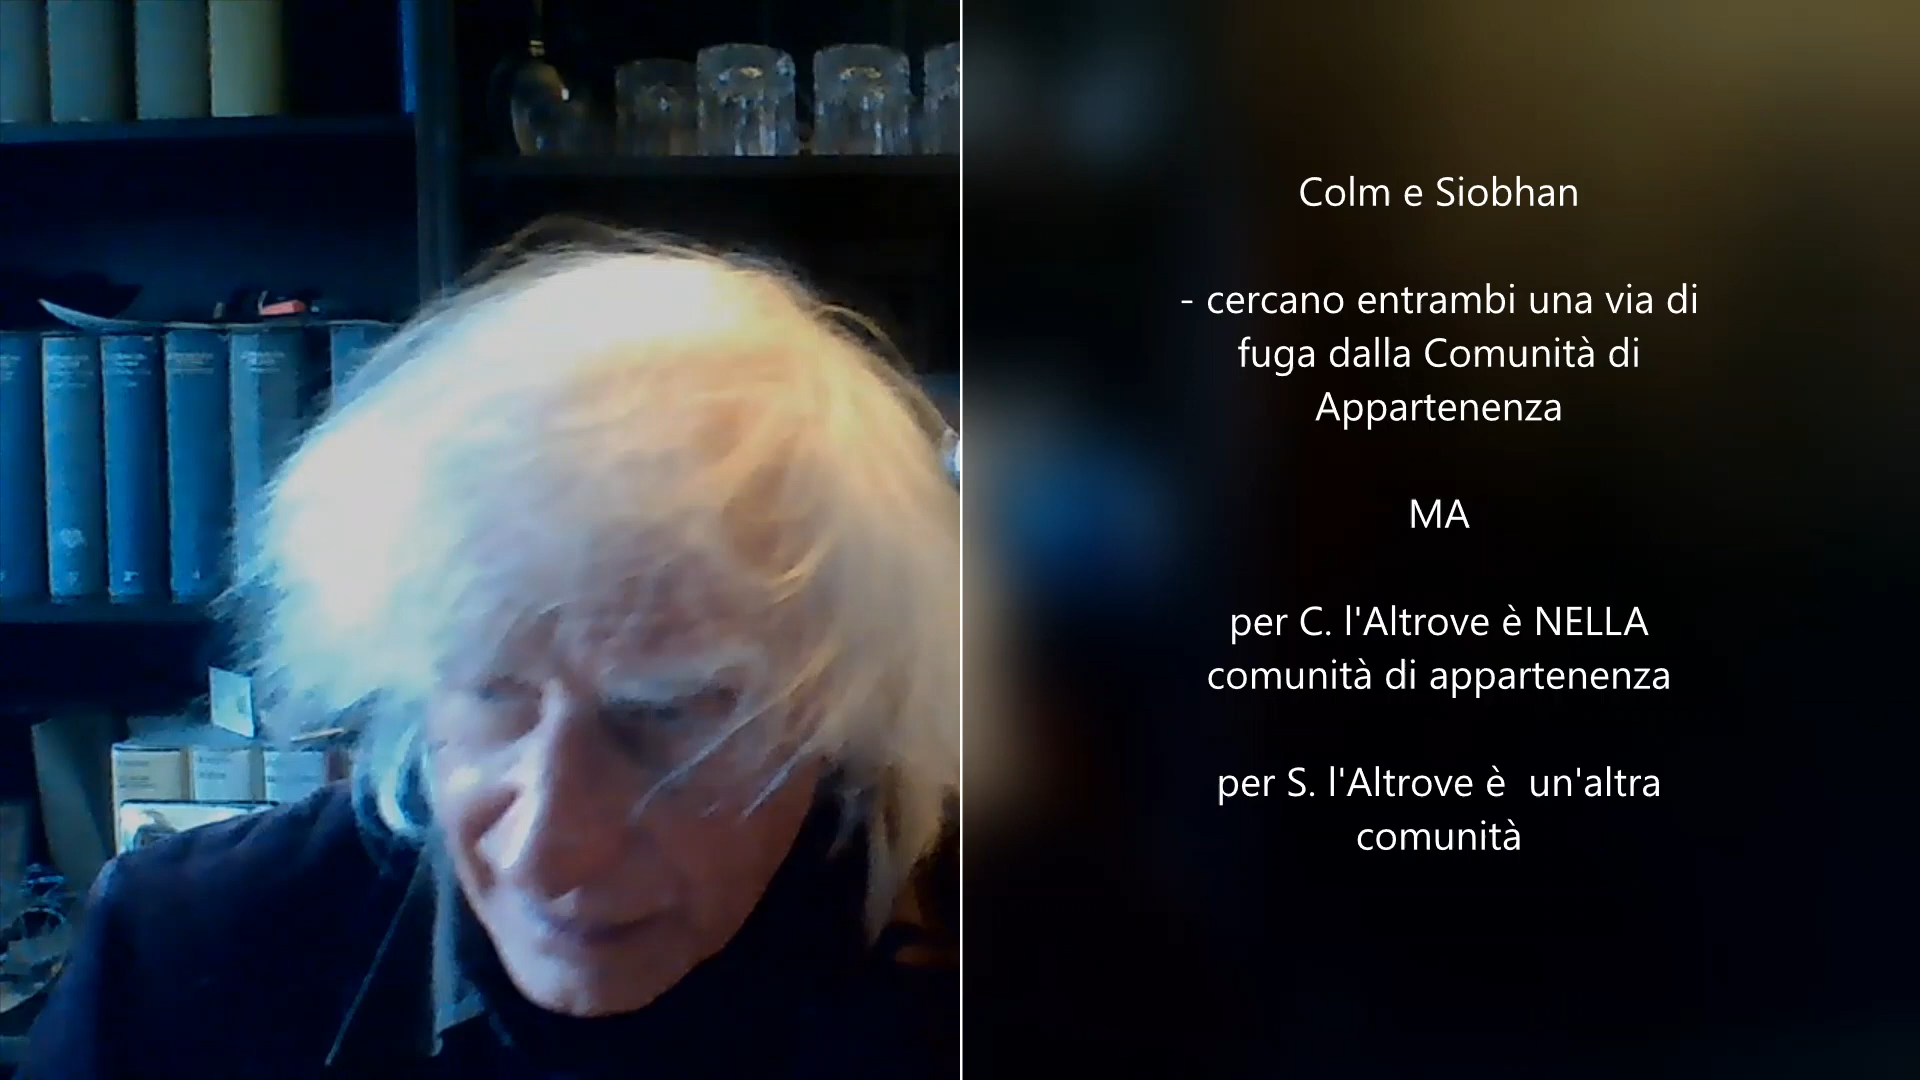 Colm e Siobhan
- cercano entrambi una via di
fuga dalla Comunità di
Appartenenza
MA
per C. l'Altrove è NELLA
comunità di appartenenza
per S. l'Altrove è  un'altra
comunità